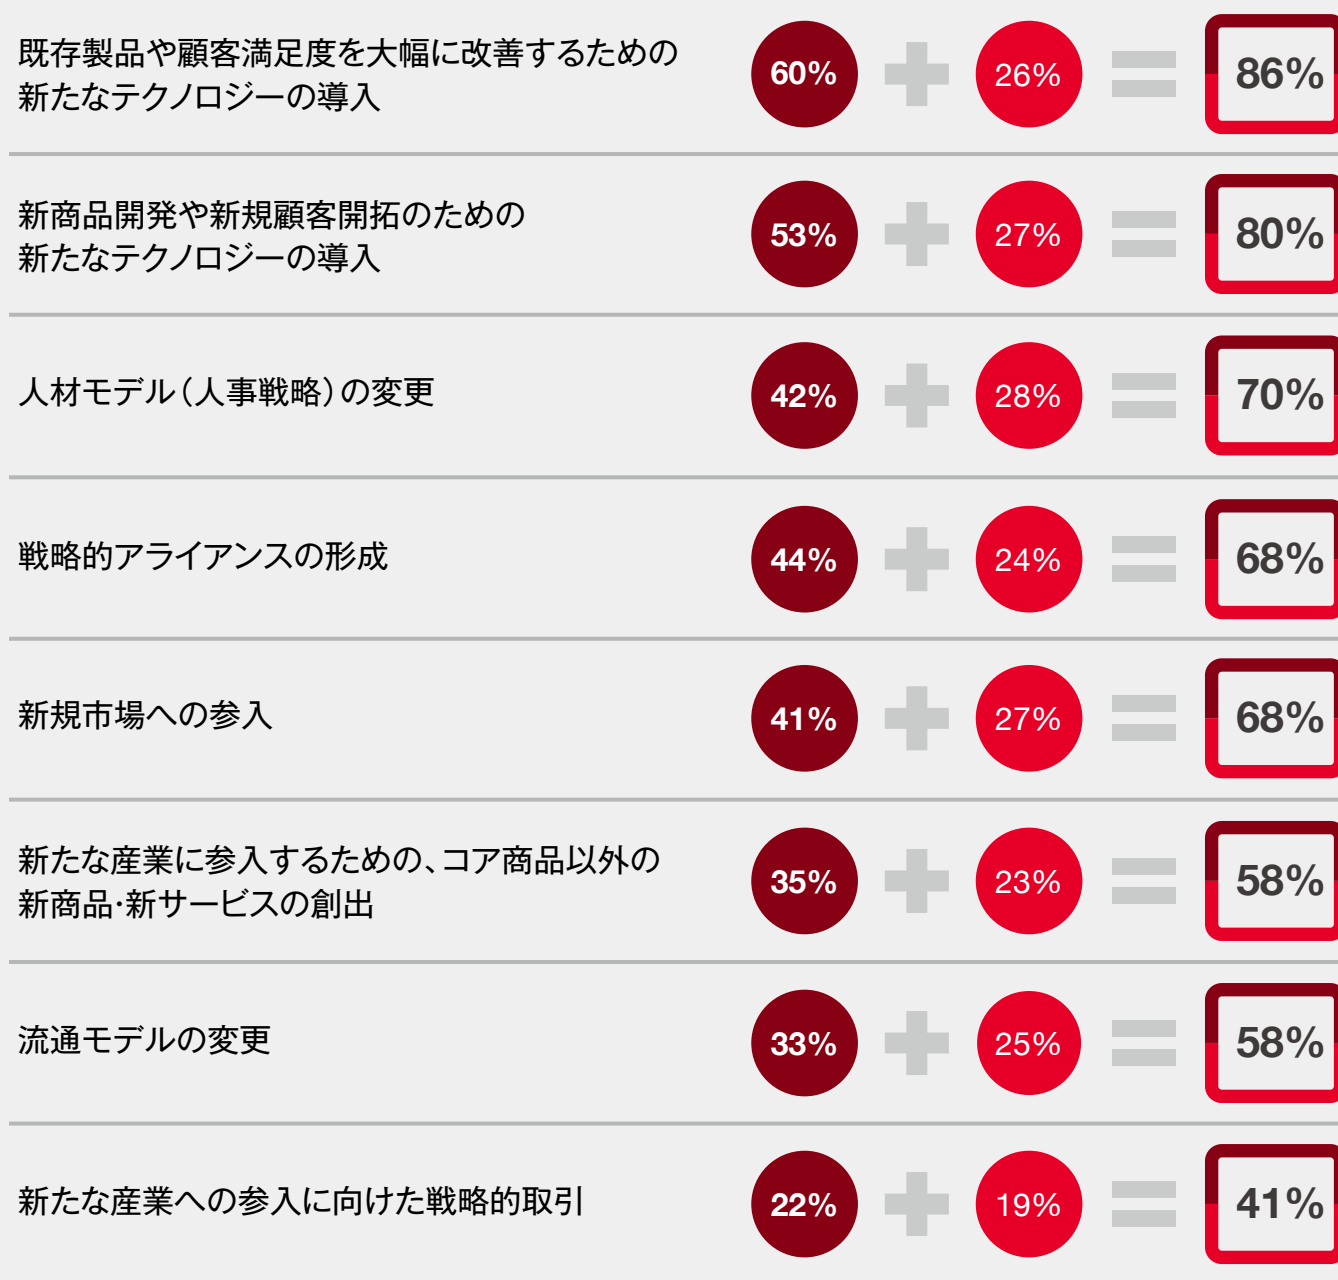 既存製品や顧客満足度を大幅に改善するための
新たなテクノロジーの導入
60% + 26% = 86%
新商品開発や新規顧客開拓のための
新たなテクノロジーの導入
53% + 27% = 80%
人材モデル（人事戦略）の変更
42% + 28% = 70%
戦略的アライアンスの形成
44% + 24% = 68%
新規市場への参入
41% + 27% = 68%
新たな産業に参入するための、コア商品以外の
新商品・新サービスの創出
35% + 23% = 58%
流通モデルの変更
33% + 25% = 58%
新たな産業への参入に向けた戦略的取引
22% + 19% = 41%